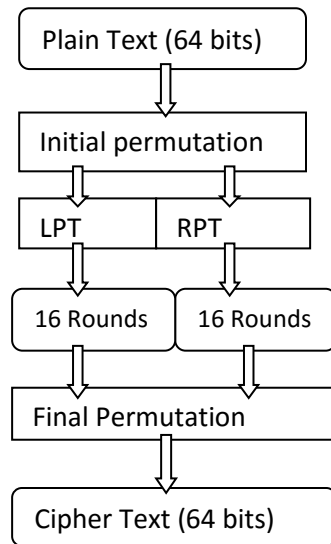 Plain Text (64 bits)
Initial permutation
LPT RPT
16 Rounds 16 Rounds
Final Permutation
Cipher Text (64 bits)